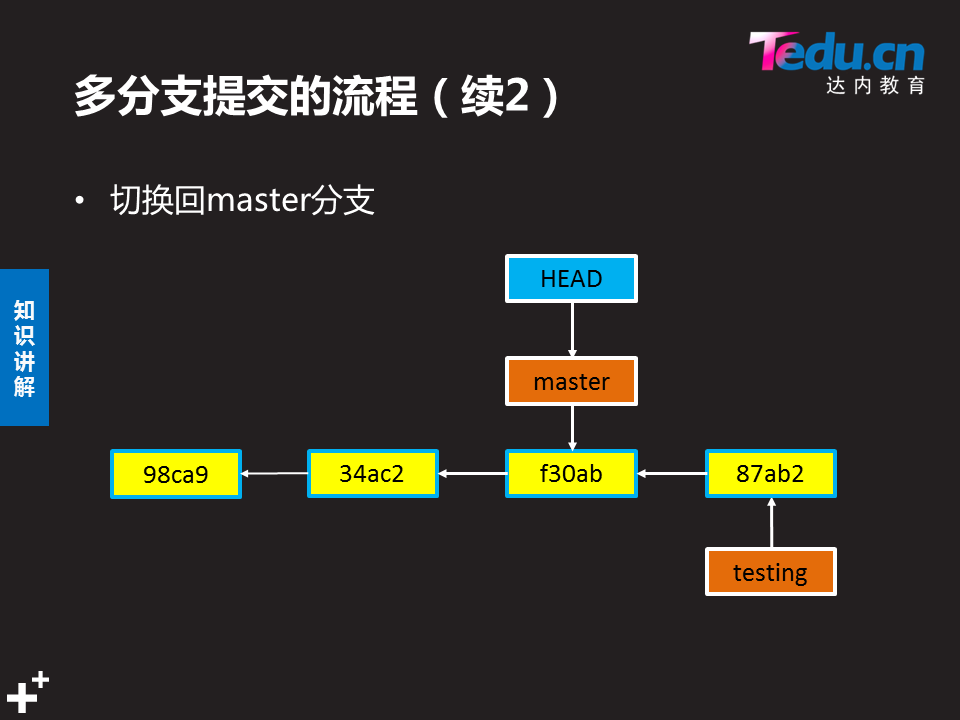 Tedu.cn
达内教育
多分支提交的流程（续2）
• 切换回master分支
HEAD
知识讲解
master
98ca9
34ac2
f30ab
87ab2
testing